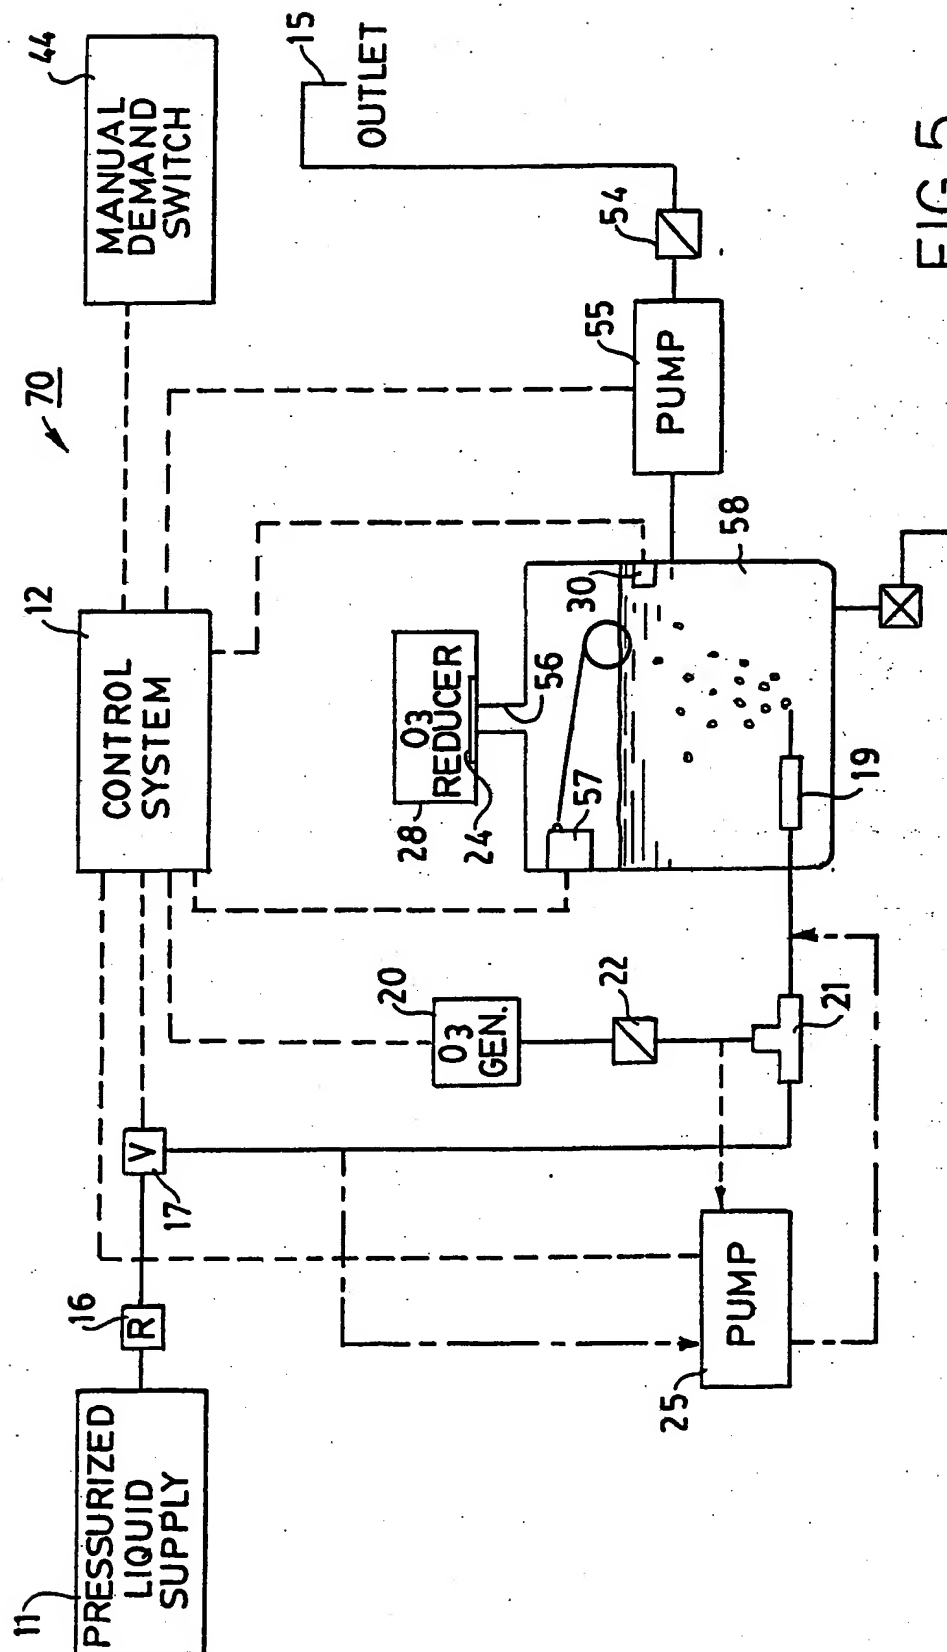 11
PRESSURIZED
LIQUID
SUPPLY
16
R
17
V
12
CONTROL
SYSTEM
70
44
MANUAL
DEMAND
SWITCH
15
OUTLET
20
O3
GEN.
22
21
25
PUMP
28
O3
REDUCER
24
56
57
30
58
19
55
PUMP
54
FIG 5